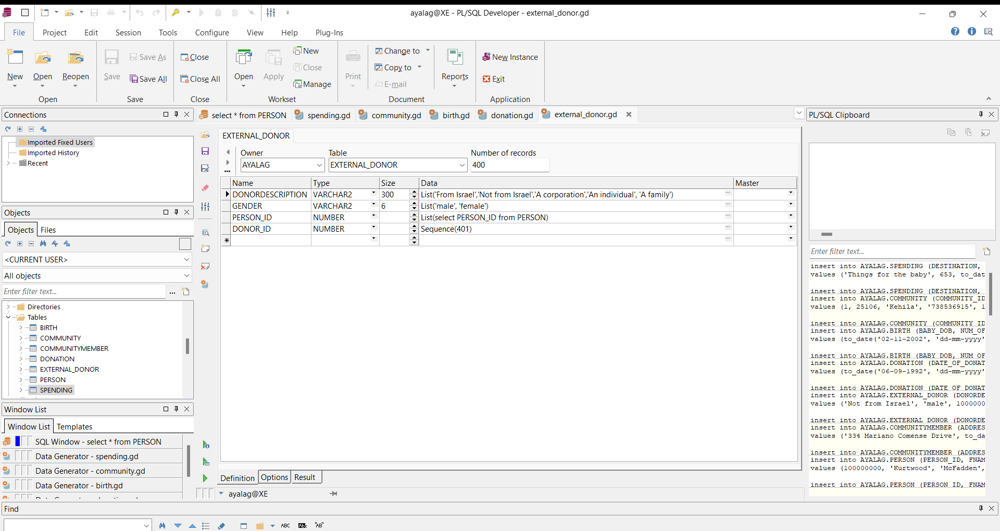 ayalag@XE - PL/SQL Developer - external_donor.gd
File Project Edit Session Tools Configure View Help Plug-Ins
New Open Reopen
Open
Save Save As Save All
Save
Close Close All
Close
Open Apply New Close Manage
Workset
Print Change to Copy to E-mail Reports
Document
New Instance Exit
Application
Connections
Imported Fixed Users
Imported History
Recent
Objects
Objects Files
<CURRENT USER>
All objects
Enter filter text...
Directories
Tables
BIRTH
COMMUNITY
COMMUNITYMEMBER
DONATION
EXTERNAL_DONOR
PERSON
SPENDING
Window List
Window List Templates
SQL Window - select * from PERSON
Data Generator - spending.gd
Data Generator - community.gd
Data Generator - birth.gd
select * from PERSON spending.gd community.gd birth.gd donation.gd external_donor.gd
EXTERNAL_DONOR
Owner Table Number of records
AYALAG EXTERNAL_DONOR 400
Name Type Size Data Master
DONORDESCRIPTION VARCHAR2 300 List('From Israel','Not from Israel','A corporation','An individual', 'A family')
GENDER VARCHAR2 6 List('male', 'female')
PERSON_ID NUMBER List(select PERSON_ID from PERSON)
DONOR_ID NUMBER Sequence(401)
Definition Options Result
ayalag@XE
PL/SQL Clipboard
Enter filter text...
insert into AYALAG.SPENDING (DESTINATION,
values ('Things for the baby', 653, to_dat
insert into AYALAG.SPENDING (DESTINATION,
insert into AYALAG.COMMUNITY (COMMUNITY_ID
values (1, 25106, 'Kehila', '738536915', 1
insert into AYALAG.COMMUNITY (COMMUNITY_ID
insert into AYALAG.BIRTH (BABY_DOB, NUM_OF
values (to_date('02-11-2002', 'dd-mm-yyyy'
insert into AYALAG.BIRTH (BABY_DOB, NUM_OF
insert into AYALAG.DONATION (DATE_OF_DONAT
values (to_date('06-09-1992', 'dd-mm-yyyy'
insert into AYALAG.DONATION (DATE_OF_DONAT
insert into AYALAG.EXTERNAL_DONOR (DONORDE
values ('Not from Israel', 'male', 1000000
insert into AYALAG.EXTERNAL_DONOR (DONORDE
insert into AYALAG.COMMUNITYMEMBER (ADDRES
values ('334 Mariano Comense Drive', to_da
insert into AYALAG.COMMUNITYMEMBER (ADDRES
insert into AYALAG.PERSON (PERSON_ID, FNAM
values (100000000, 'Kurtwood', 'McFadden',
insert into AYALAG.PERSON (PERSON_ID, FNAM
Find
ABC "AB"